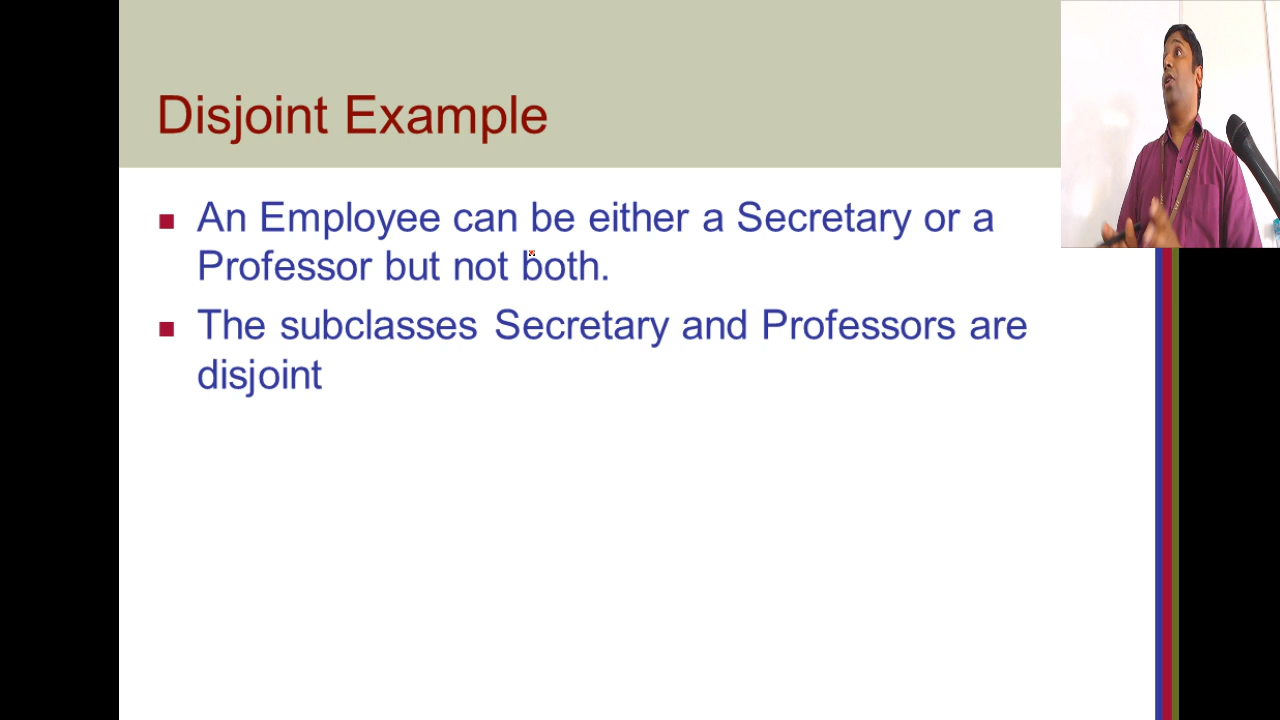 Disjoint Example
An Employee can be either a Secretary or a
Professor but not both.
The subclasses Secretary and Professors are
disjoint